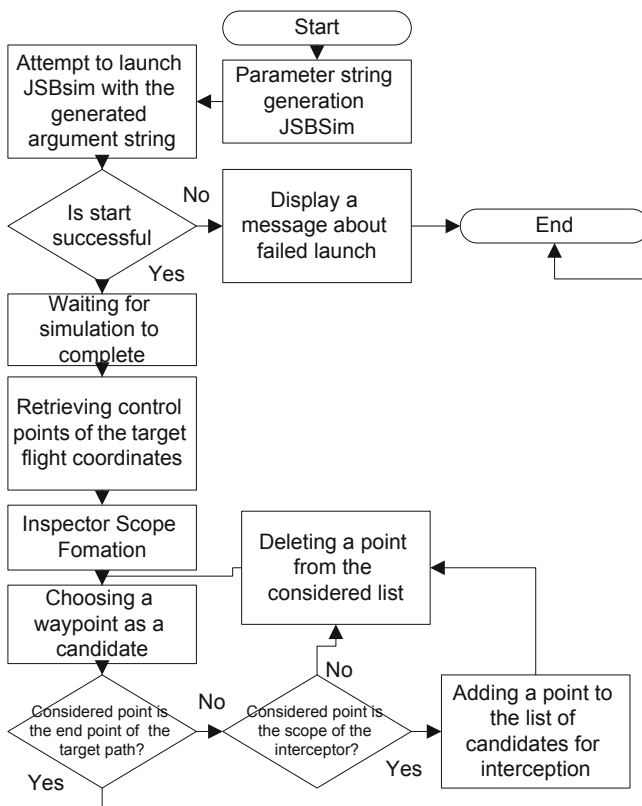 Start
Parameter string
generation
JSBSim
Attempt to launch
JSBsim with the
generated
argument string
Is start
successful
No
Yes
Display a
message about
failed launch
End
Waiting for
simulation to
complete
Retrieving control
points of the target
flight coordinates
Inspector Scope
Fomation
Choosing a
waypoint as a
candidate
Considered point is
the end point of the
target path?
No
Yes
Considered point is
the scope of the
interceptor?
No
Yes
Deleting a point
from the
considered list
Adding a point to
the list of
candidates for
interception